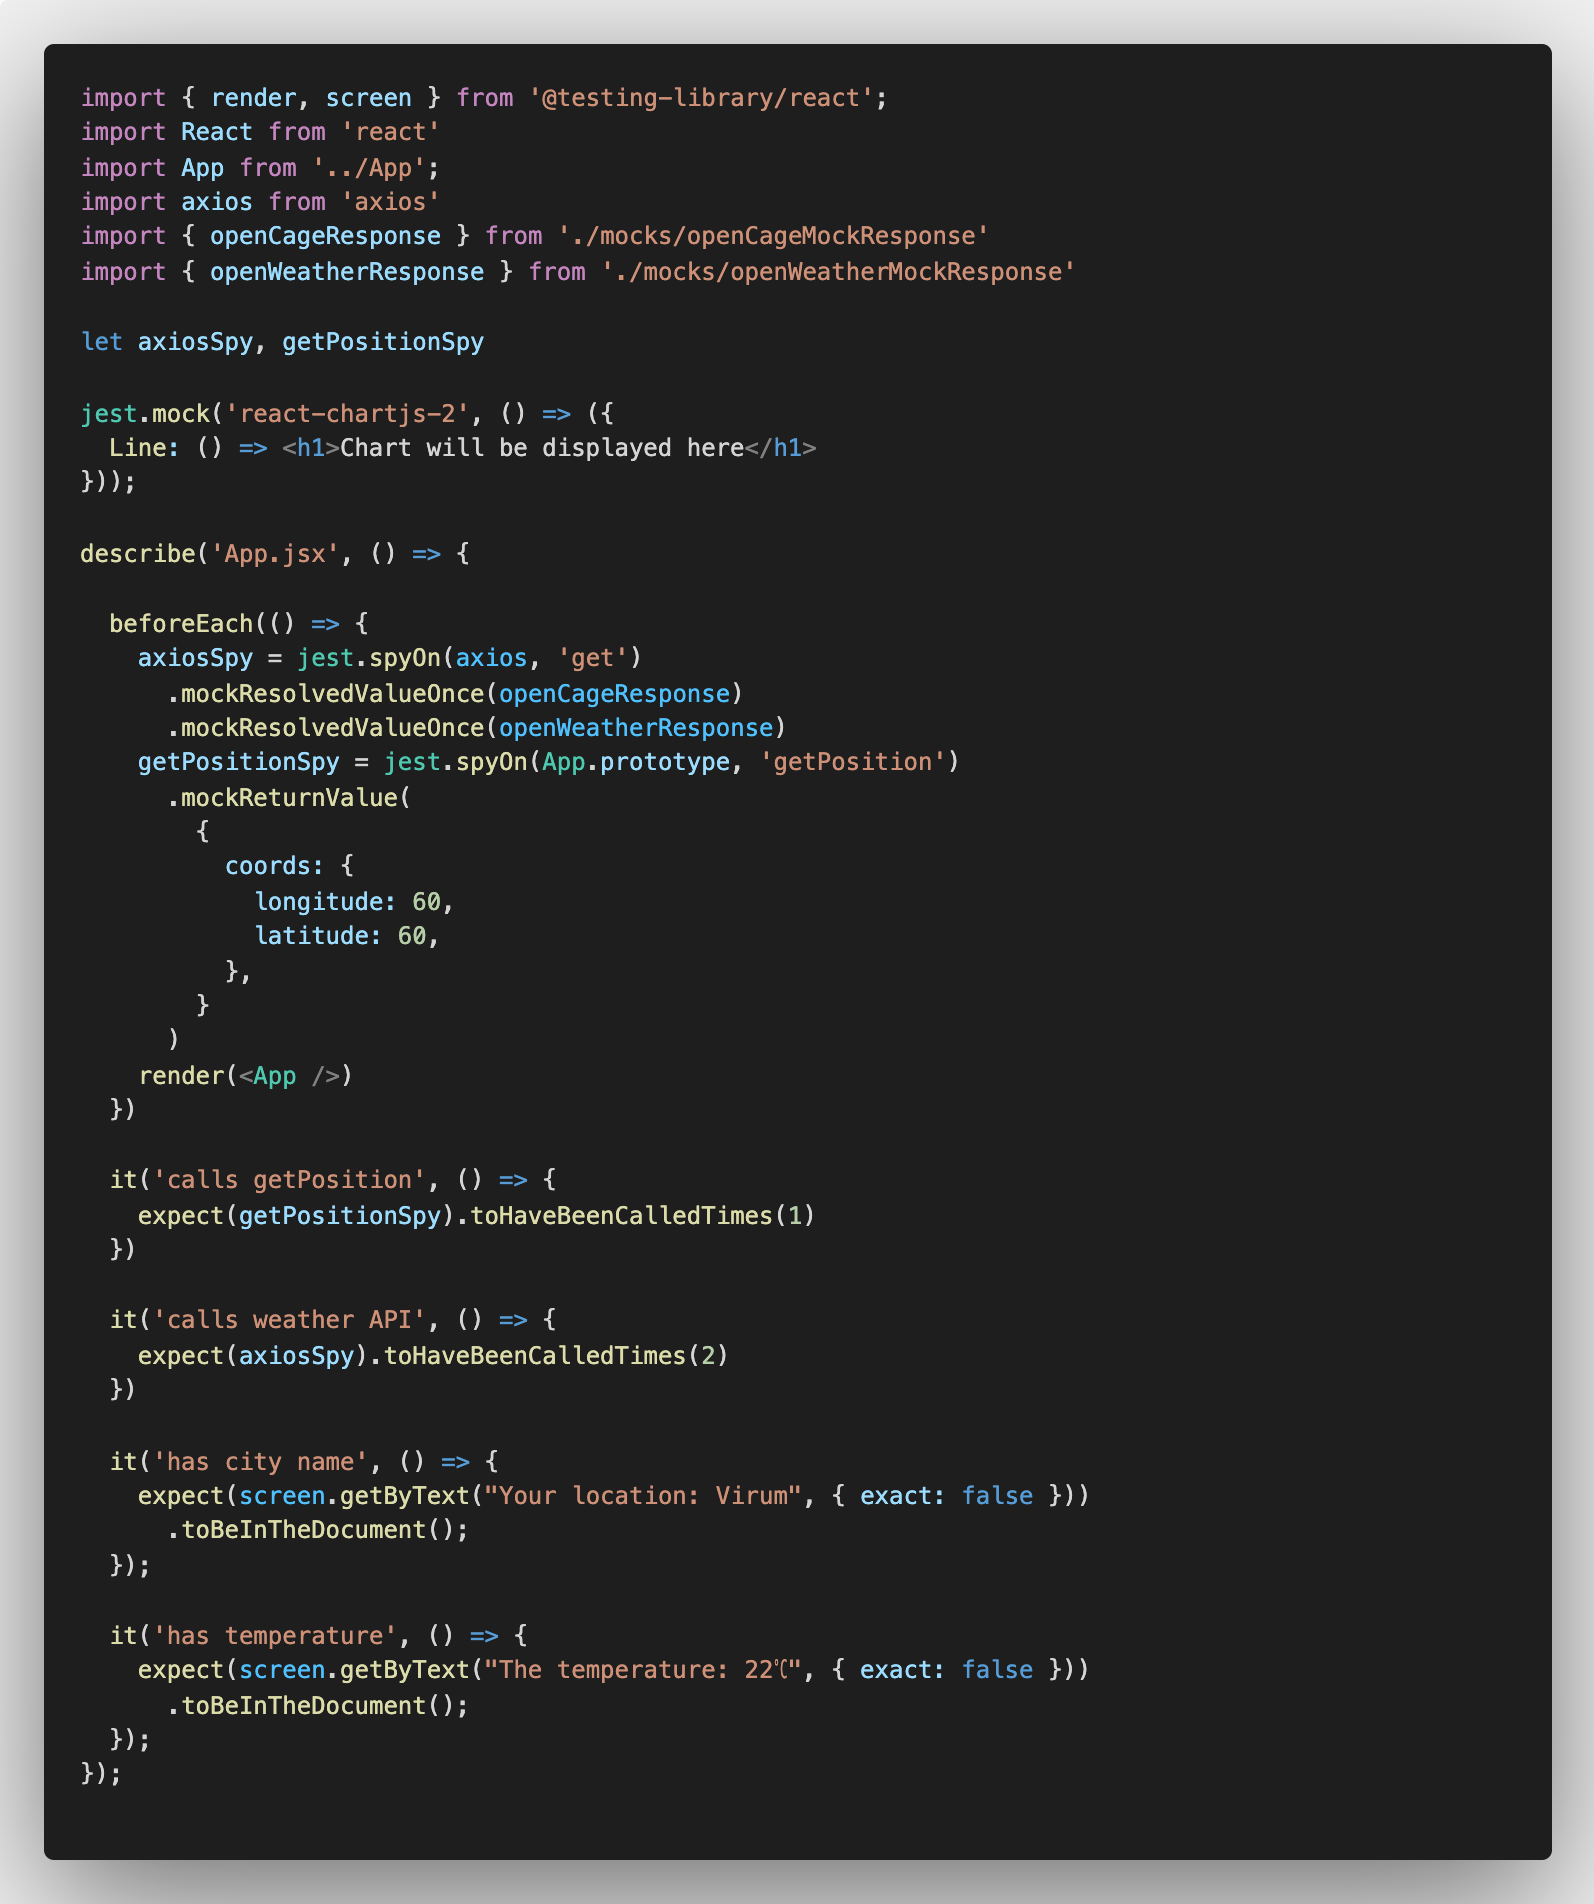 import { render, screen } from '@testing-library/react';
import React from 'react'
import App from '../App';
import axios from 'axios'
import { openCageResponse } from './mocks/openCageMockResponse'
import { openWeatherResponse } from './mocks/openWeatherMockResponse'

let axiosSpy, getPositionSpy

jest.mock('react-chartjs-2', () => ({
  Line: () => <h1>Chart will be displayed here</h1>
}));

describe('App.jsx', () => {

  beforeEach(() => {
    axiosSpy = jest.spyOn(axios, 'get')
      .mockResolvedValueOnce(openCageResponse)
      .mockResolvedValueOnce(openWeatherResponse)
    getPositionSpy = jest.spyOn(App.prototype, 'getPosition')
      .mockReturnValue(
        {
          coords: {
            longitude: 60,
            latitude: 60,
          },
        }
      )
    render(<App />)
  })

  it('calls getPosition', () => {
    expect(getPositionSpy).toHaveBeenCalledTimes(1)
  })

  it('calls weather API', () => {
    expect(axiosSpy).toHaveBeenCalledTimes(2)
  })

  it('has city name', () => {
    expect(screen.getByText("Your location: Virum", { exact: false }))
      .toBeInTheDocument();
  });

  it('has temperature', () => {
    expect(screen.getByText("The temperature: 22℃", { exact: false }))
      .toBeInTheDocument();
  });
});